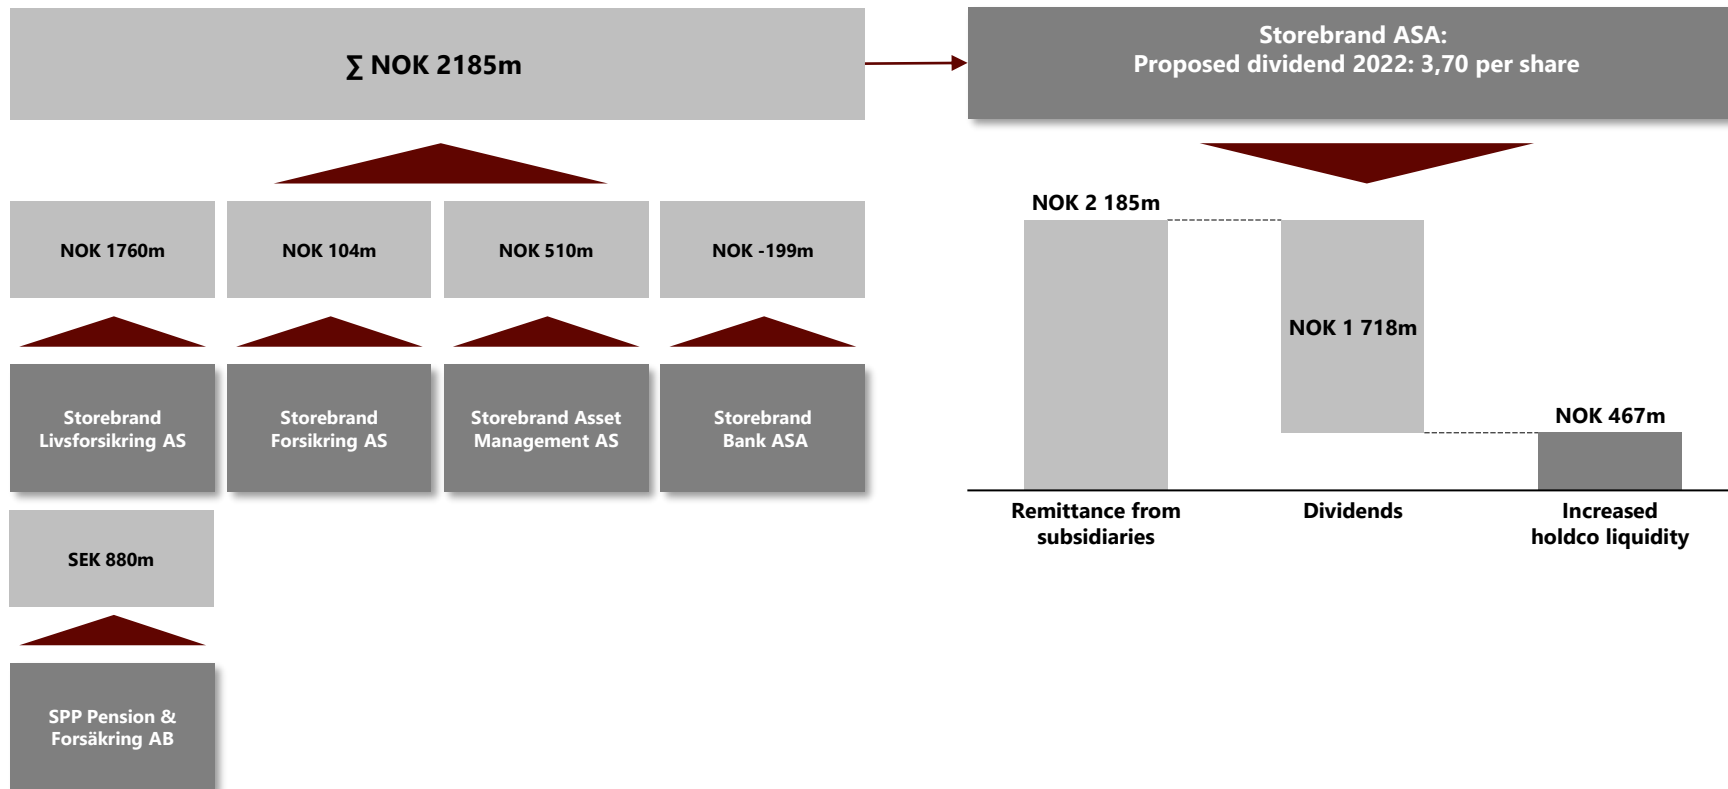 ∑ NOK 2185m
NOK 1760m
NOK 104m
NOK 510m
NOK -199m
Storebrand
Livsforsikring AS
Storebrand
Forsikring AS
Storebrand Asset
Management AS
Storebrand
Bank ASA
SEK 880m
SPP Pension &
Forsäkring AB
Storebrand ASA:
Proposed dividend 2022: 3,70 per share
NOK 2 185m
NOK 1 718m
NOK 467m
Remittance from
subsidiaries
Dividends
Increased
holdco liquidity